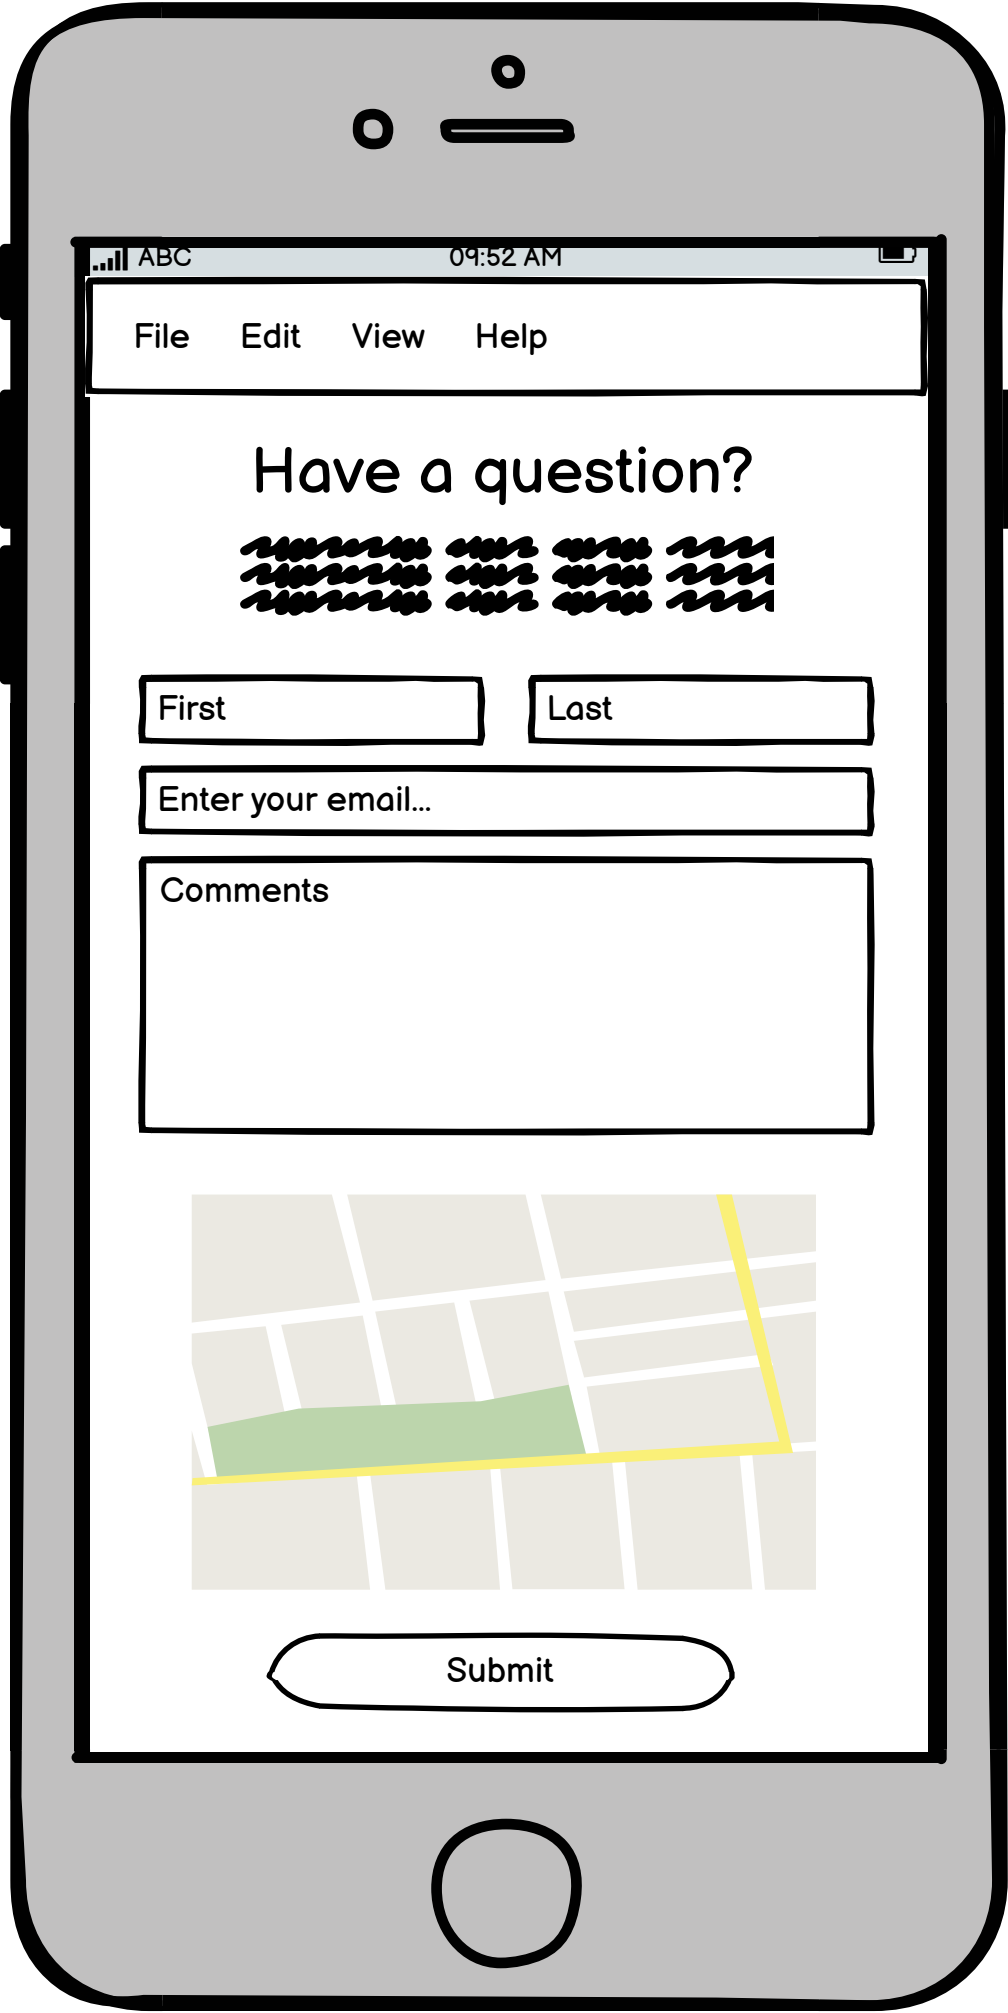 ABC 09:52 AM
File Edit View Help
Have a question?
First Last
Enter your email...
Comments
Submit